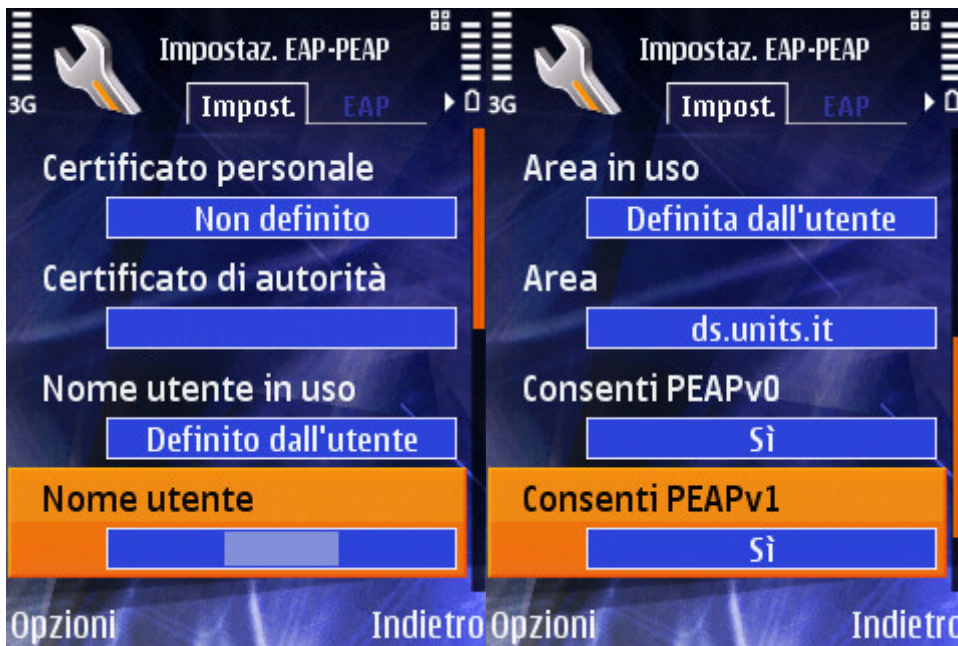 Impostaz. EAP-PEAP
3G
Impost.
EAP
Certificato personale
Non definito
Certificato di autorità
Nome utente in uso
Definito dall'utente
Nome utente
Opzioni
Indietro
Impostaz. EAP-PEAP
3G
Impost.
EAP
Area in uso
Definita dall'utente
Area
ds.units.it
Consenti PEAPv0
Sì
Consenti PEAPv1
Sì
Opzioni
Indietro